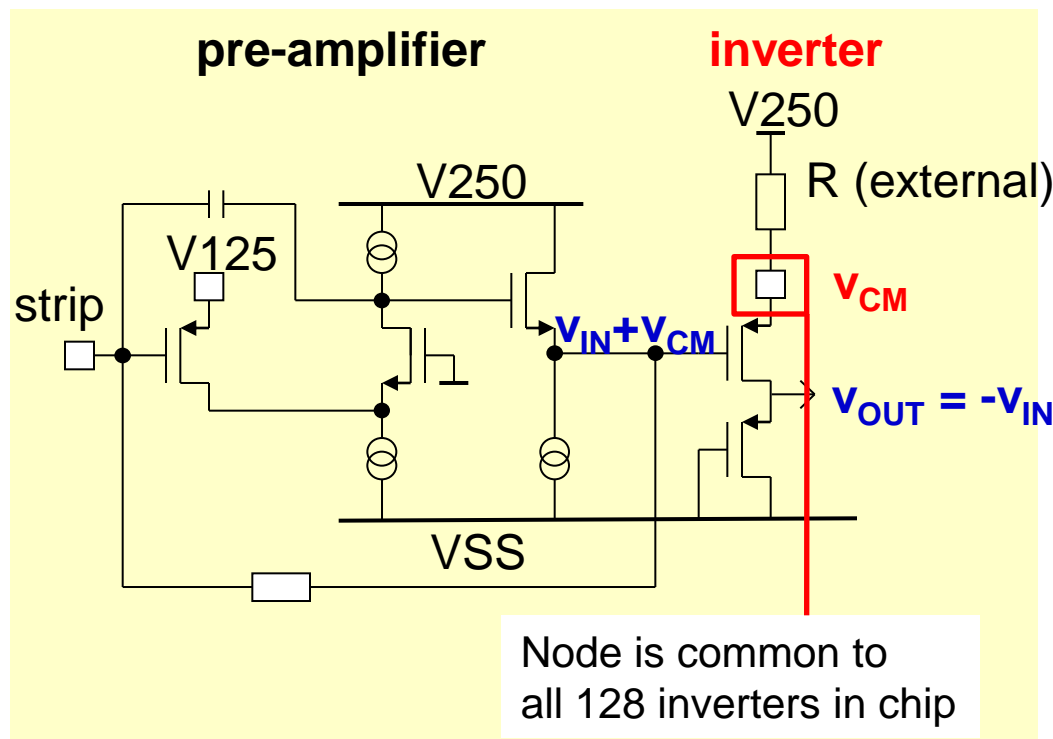 pre-amplifier
inverter
V250
R (external)
V250
V125
strip
vCM
vIN+vCM
vOUT = -vIN
VSS
Node is common to
all 128 inverters in chip